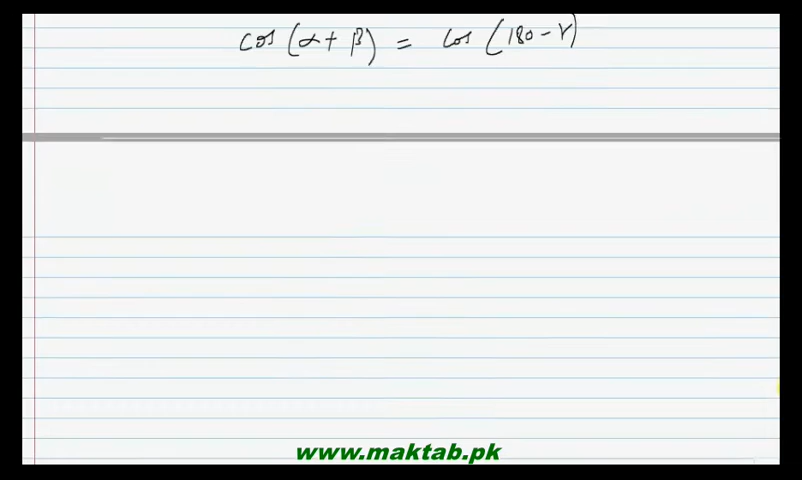 cos (α + β) = cos (180 - γ)
www.maktab.pk